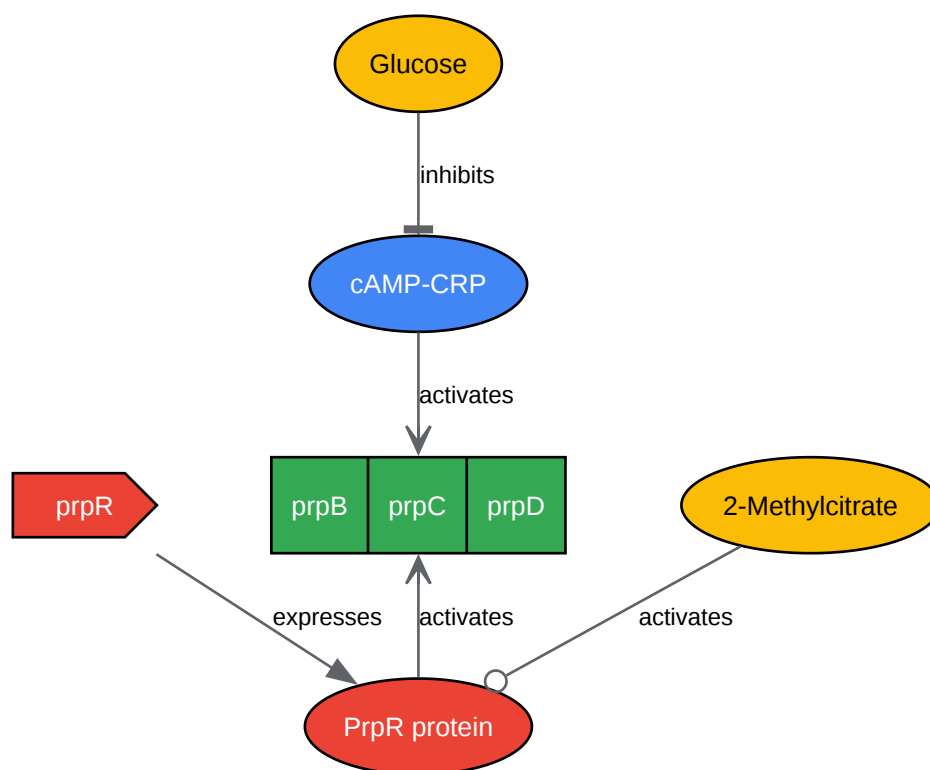 Glucose
inhibits
cAMP-CRP
activates
prpR
prpB
prpC
prpD
2-Methylcitrate
expresses
activates
activates
PrpR protein